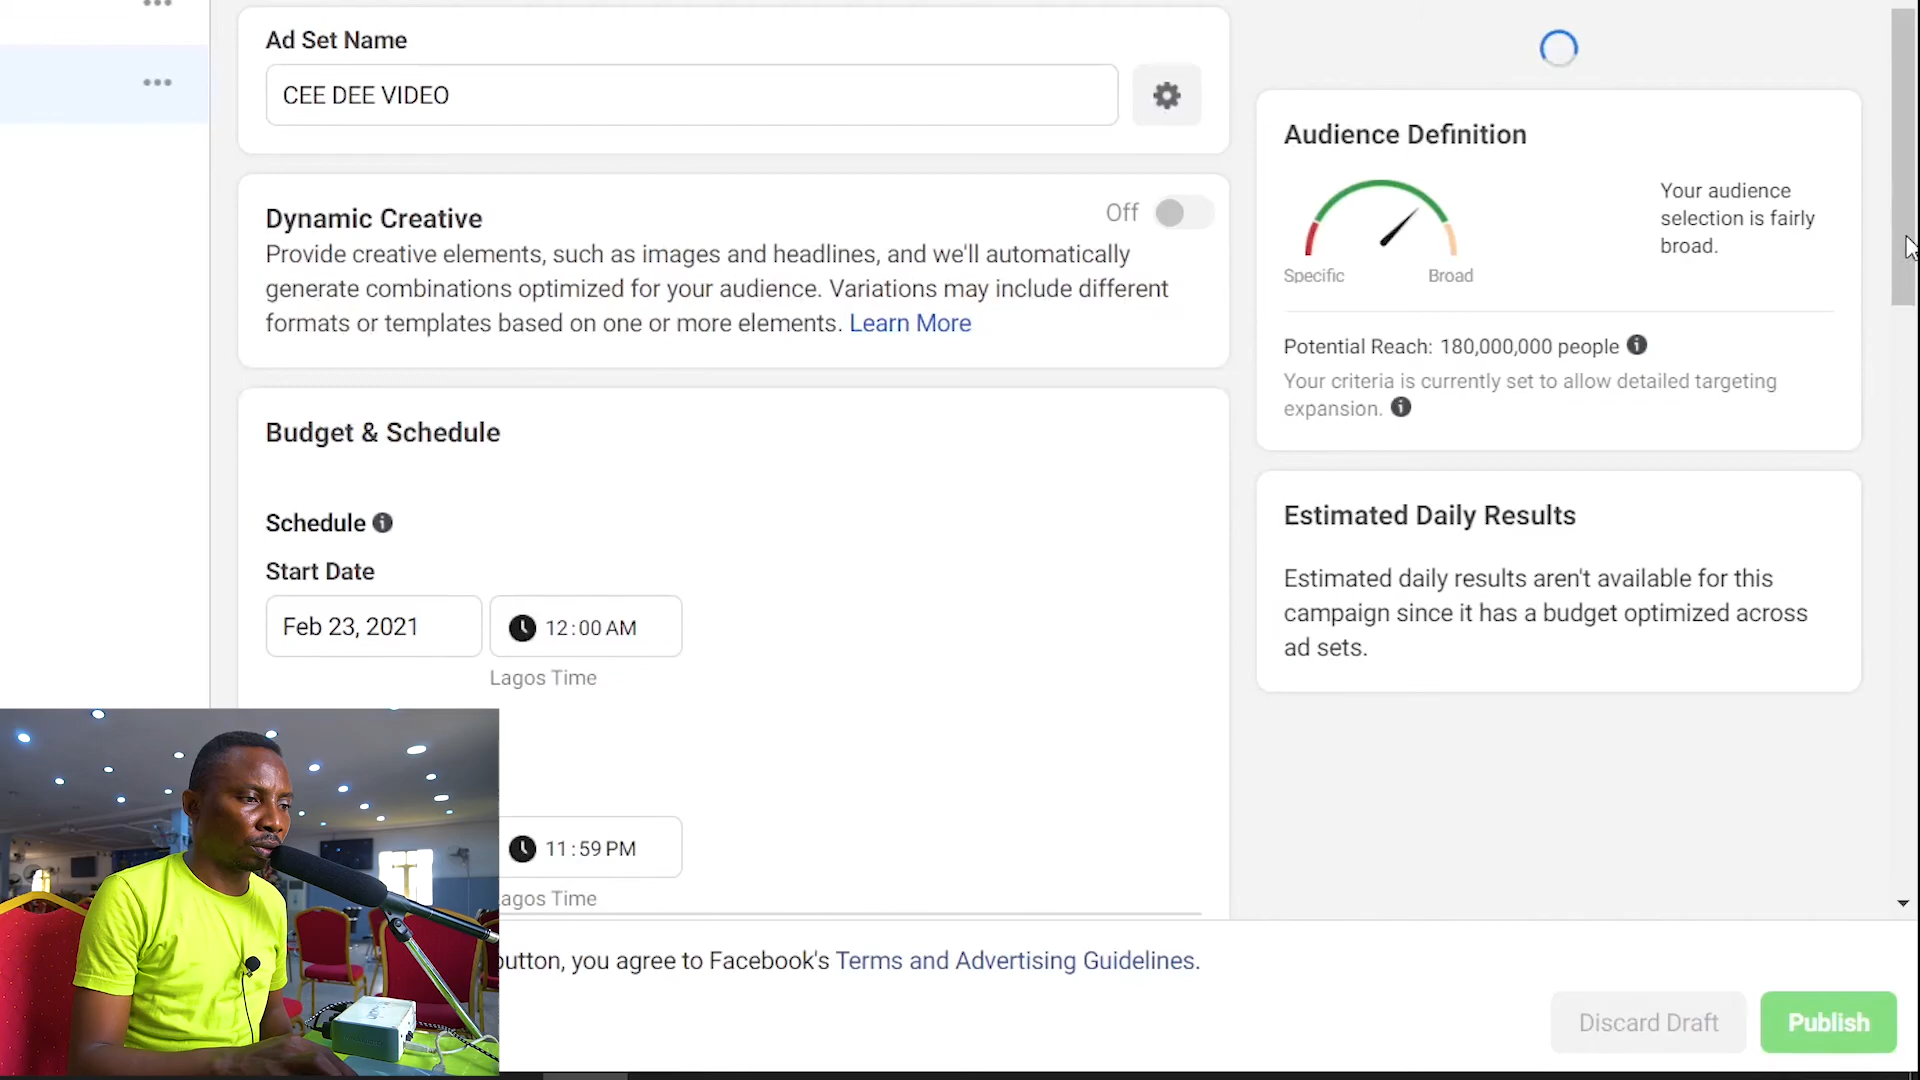 Ad Set Name
CEE DEE VIDEO
Dynamic Creative
Off
Provide creative elements, such as images and headlines, and we'll automatically
generate combinations optimized for your audience. Variations may include different
formats or templates based on one or more elements. Learn More
Budget & Schedule
Schedule
Start Date
Feb 23, 2021
12:00 AM
Lagos Time
11:59 PM
agos Time
button, you agree to Facebook's Terms and Advertising Guidelines.
Audience Definition
Your audience
selection is fairly
broad.
Specific
Broad
Potential Reach: 180,000,000 people
Your criteria is currently set to allow detailed targeting
expansion.
Estimated Daily Results
Estimated daily results aren't available for this
campaign since it has a budget optimized across
ad sets.
Discard Draft
Publish